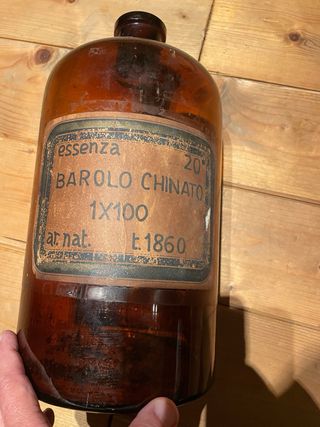 essenza
20°
BAROLO CHINATO
1X100
ar. nat. t. 1860